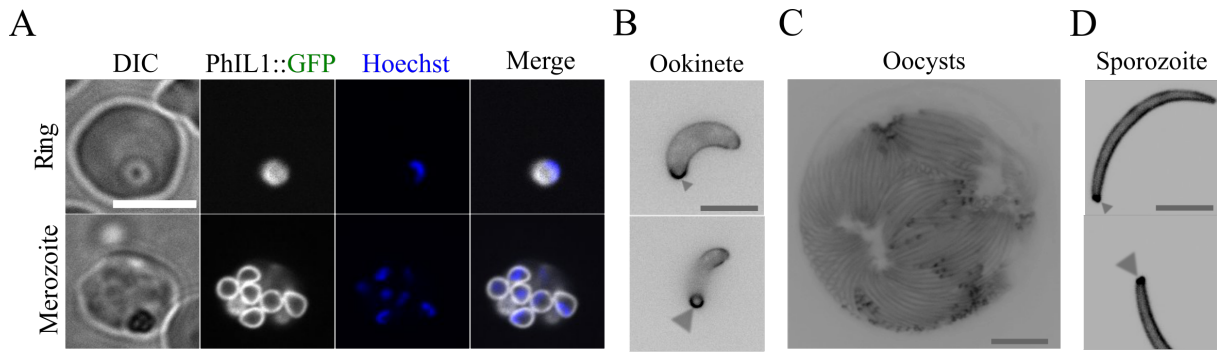 A
B
C
D
DIC
PhIL1::GFP
Hoechst
Merge
Ookinete
Oocysts
Sporozoite
Ring
Merozoite